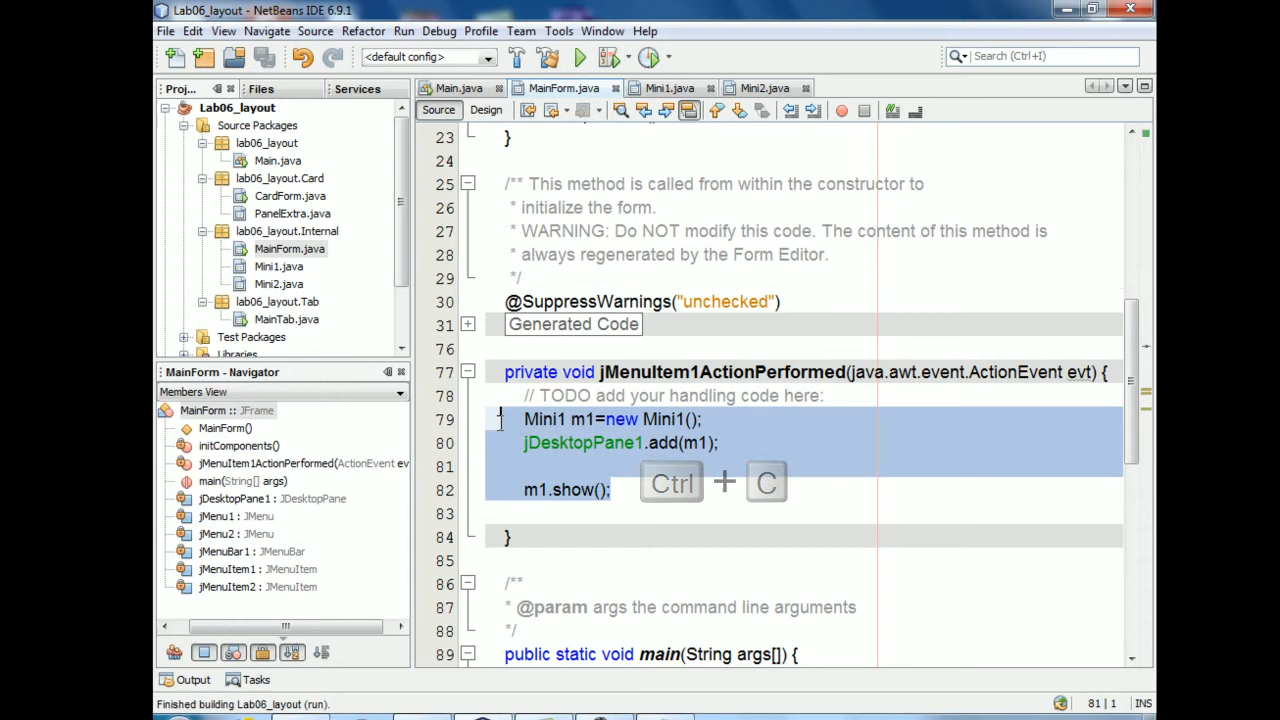 Lab06_layout - NetBeans IDE 6.9.1
File Edit View Navigate Source Refactor Run Debug Profile Team Tools Window Help
<default config>
Search (Ctrl+I)
Proj... Files Services
Main.java MainForm.java Mini1.java Mini2.java
Source Design
Lab06_layout
Source Packages
lab06_layout
Main.java
lab06_layout.Card
CardForm.java
PanelExtra.java
lab06_layout.Internal
MainForm.java
Mini1.java
Mini2.java
lab06_layout.Tab
MainTab.java
Test Packages
Libraries
MainForm - Navigator
Members View
MainForm :: JFrame
MainForm()
initComponents()
jMenuItem1ActionPerformed(ActionEvent ev
main(String[] args)
jDesktopPane1 : JDesktopPane
jMenu1 : JMenu
jMenu2 : JMenu
jMenuBar1 : JMenuBar
jMenuItem1 : JMenuItem
jMenuItem2 : JMenuItem
23 }
24
25 /** This method is called from within the constructor to
26 * initialize the form.
27 * WARNING: Do NOT modify this code. The content of this method is
28 * always regenerated by the Form Editor.
29 */
30 @SuppressWarnings("unchecked")
31 Generated Code
76
77 private void jMenuItem1ActionPerformed(java.awt.event.ActionEvent evt) {
78 // TODO add your handling code here:
79 Mini1 m1=new Mini1();
80 jDesktopPane1.add(m1);
81
82 m1.show();
Ctrl + C
83
84 }
85
86 /**
87 * @param args the command line arguments
88 */
89 public static void main(String args[]) {
Output Tasks
Finished building Lab06_layout (run).
81 | 1 INS